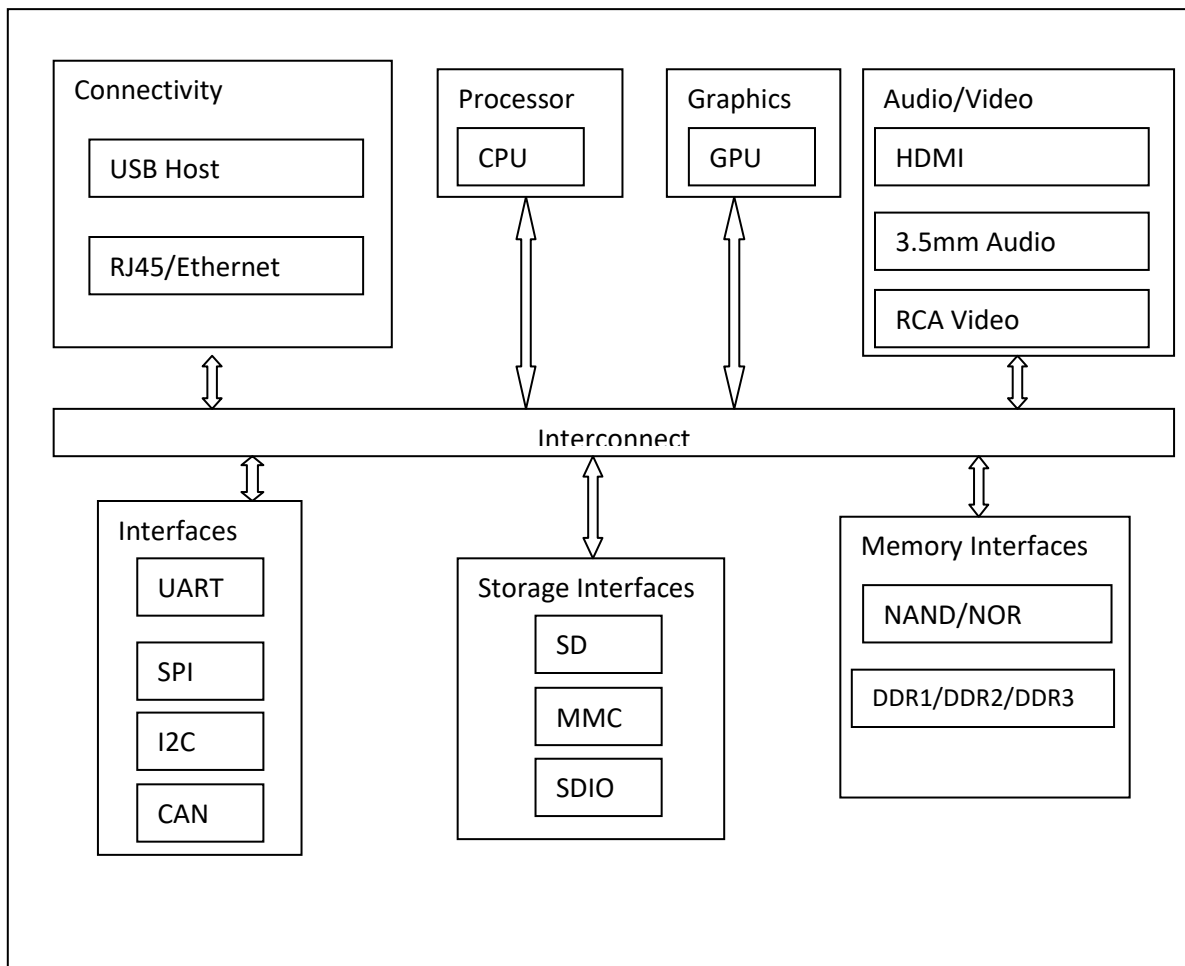 Connectivity
USB Host
RJ45/Ethernet
Processor
CPU
Graphics
GPU
Audio/Video
HDMI
3.5mm Audio
RCA Video
Interconnect
Interfaces
UART
SPI
I2C
CAN
Storage Interfaces
SD
MMC
SDIO
Memory Interfaces
NAND/NOR
DDR1/DDR2/DDR3